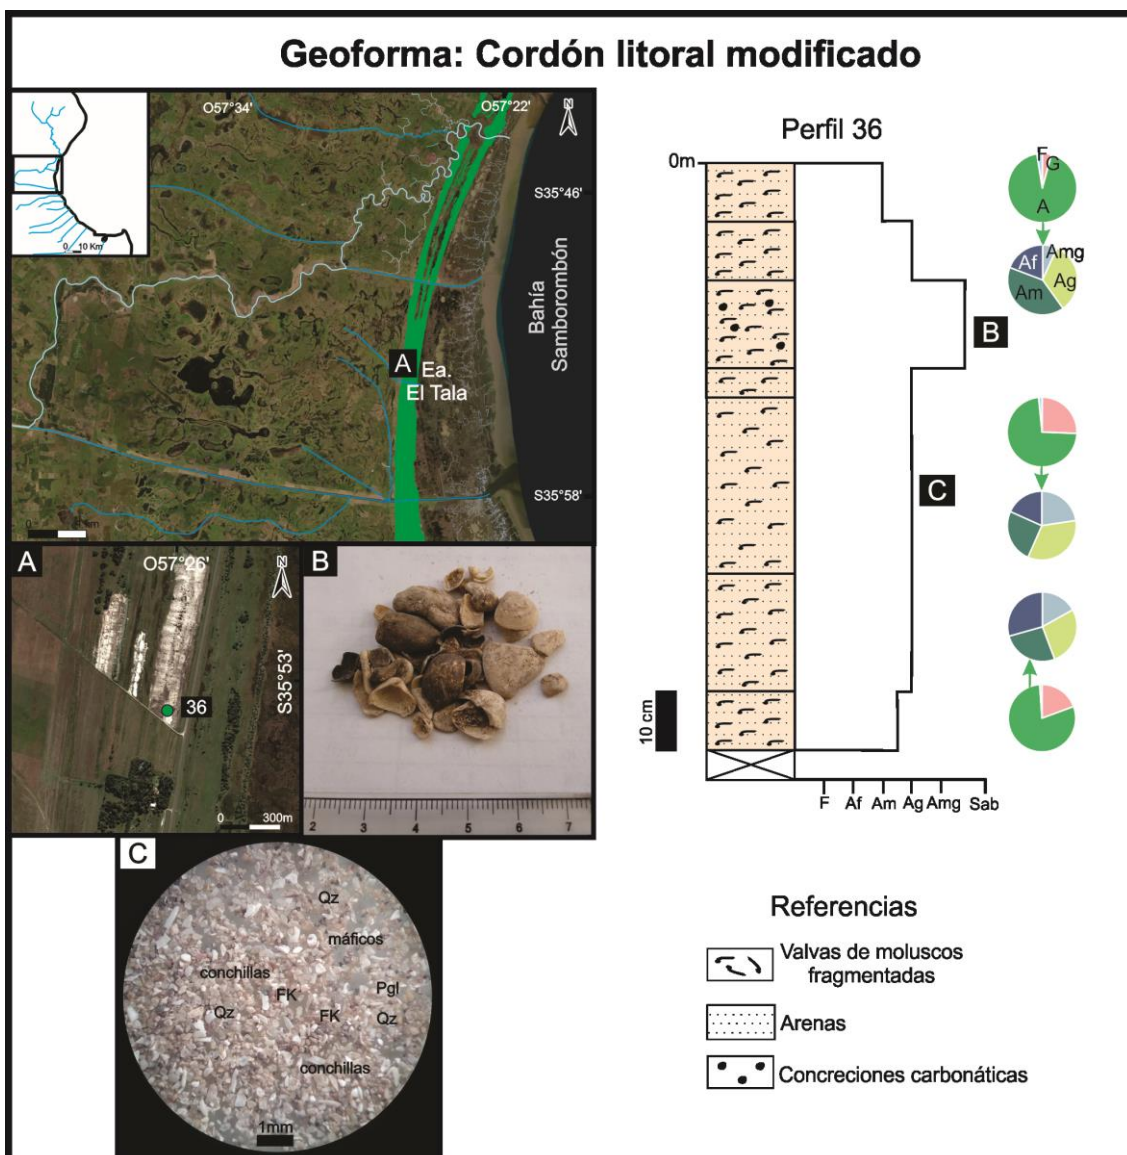 Geoforma: Cordón litoral modificado
O57°34'
O57°22'
N
S35°46'
0 10 Km
Bahía
Samborombón
A
Ea.
El Tala
S35°58'
0
km
A
O57°26'
N
S35°53'
36
0 300m
B
2 3 4 5 6 7
C
Qz
máficos
conchillas
FK
Pgl
Qz
FK
Qz
conchillas
1mm
Perfil 36
0m
B
C
10 cm
F Af Am Ag Amg Sab
F
G
A
Amg
Af
Ag
Am
Referencias
Valvas de moluscos
fragmentadas
Arenas
Concreciones carbonáticas